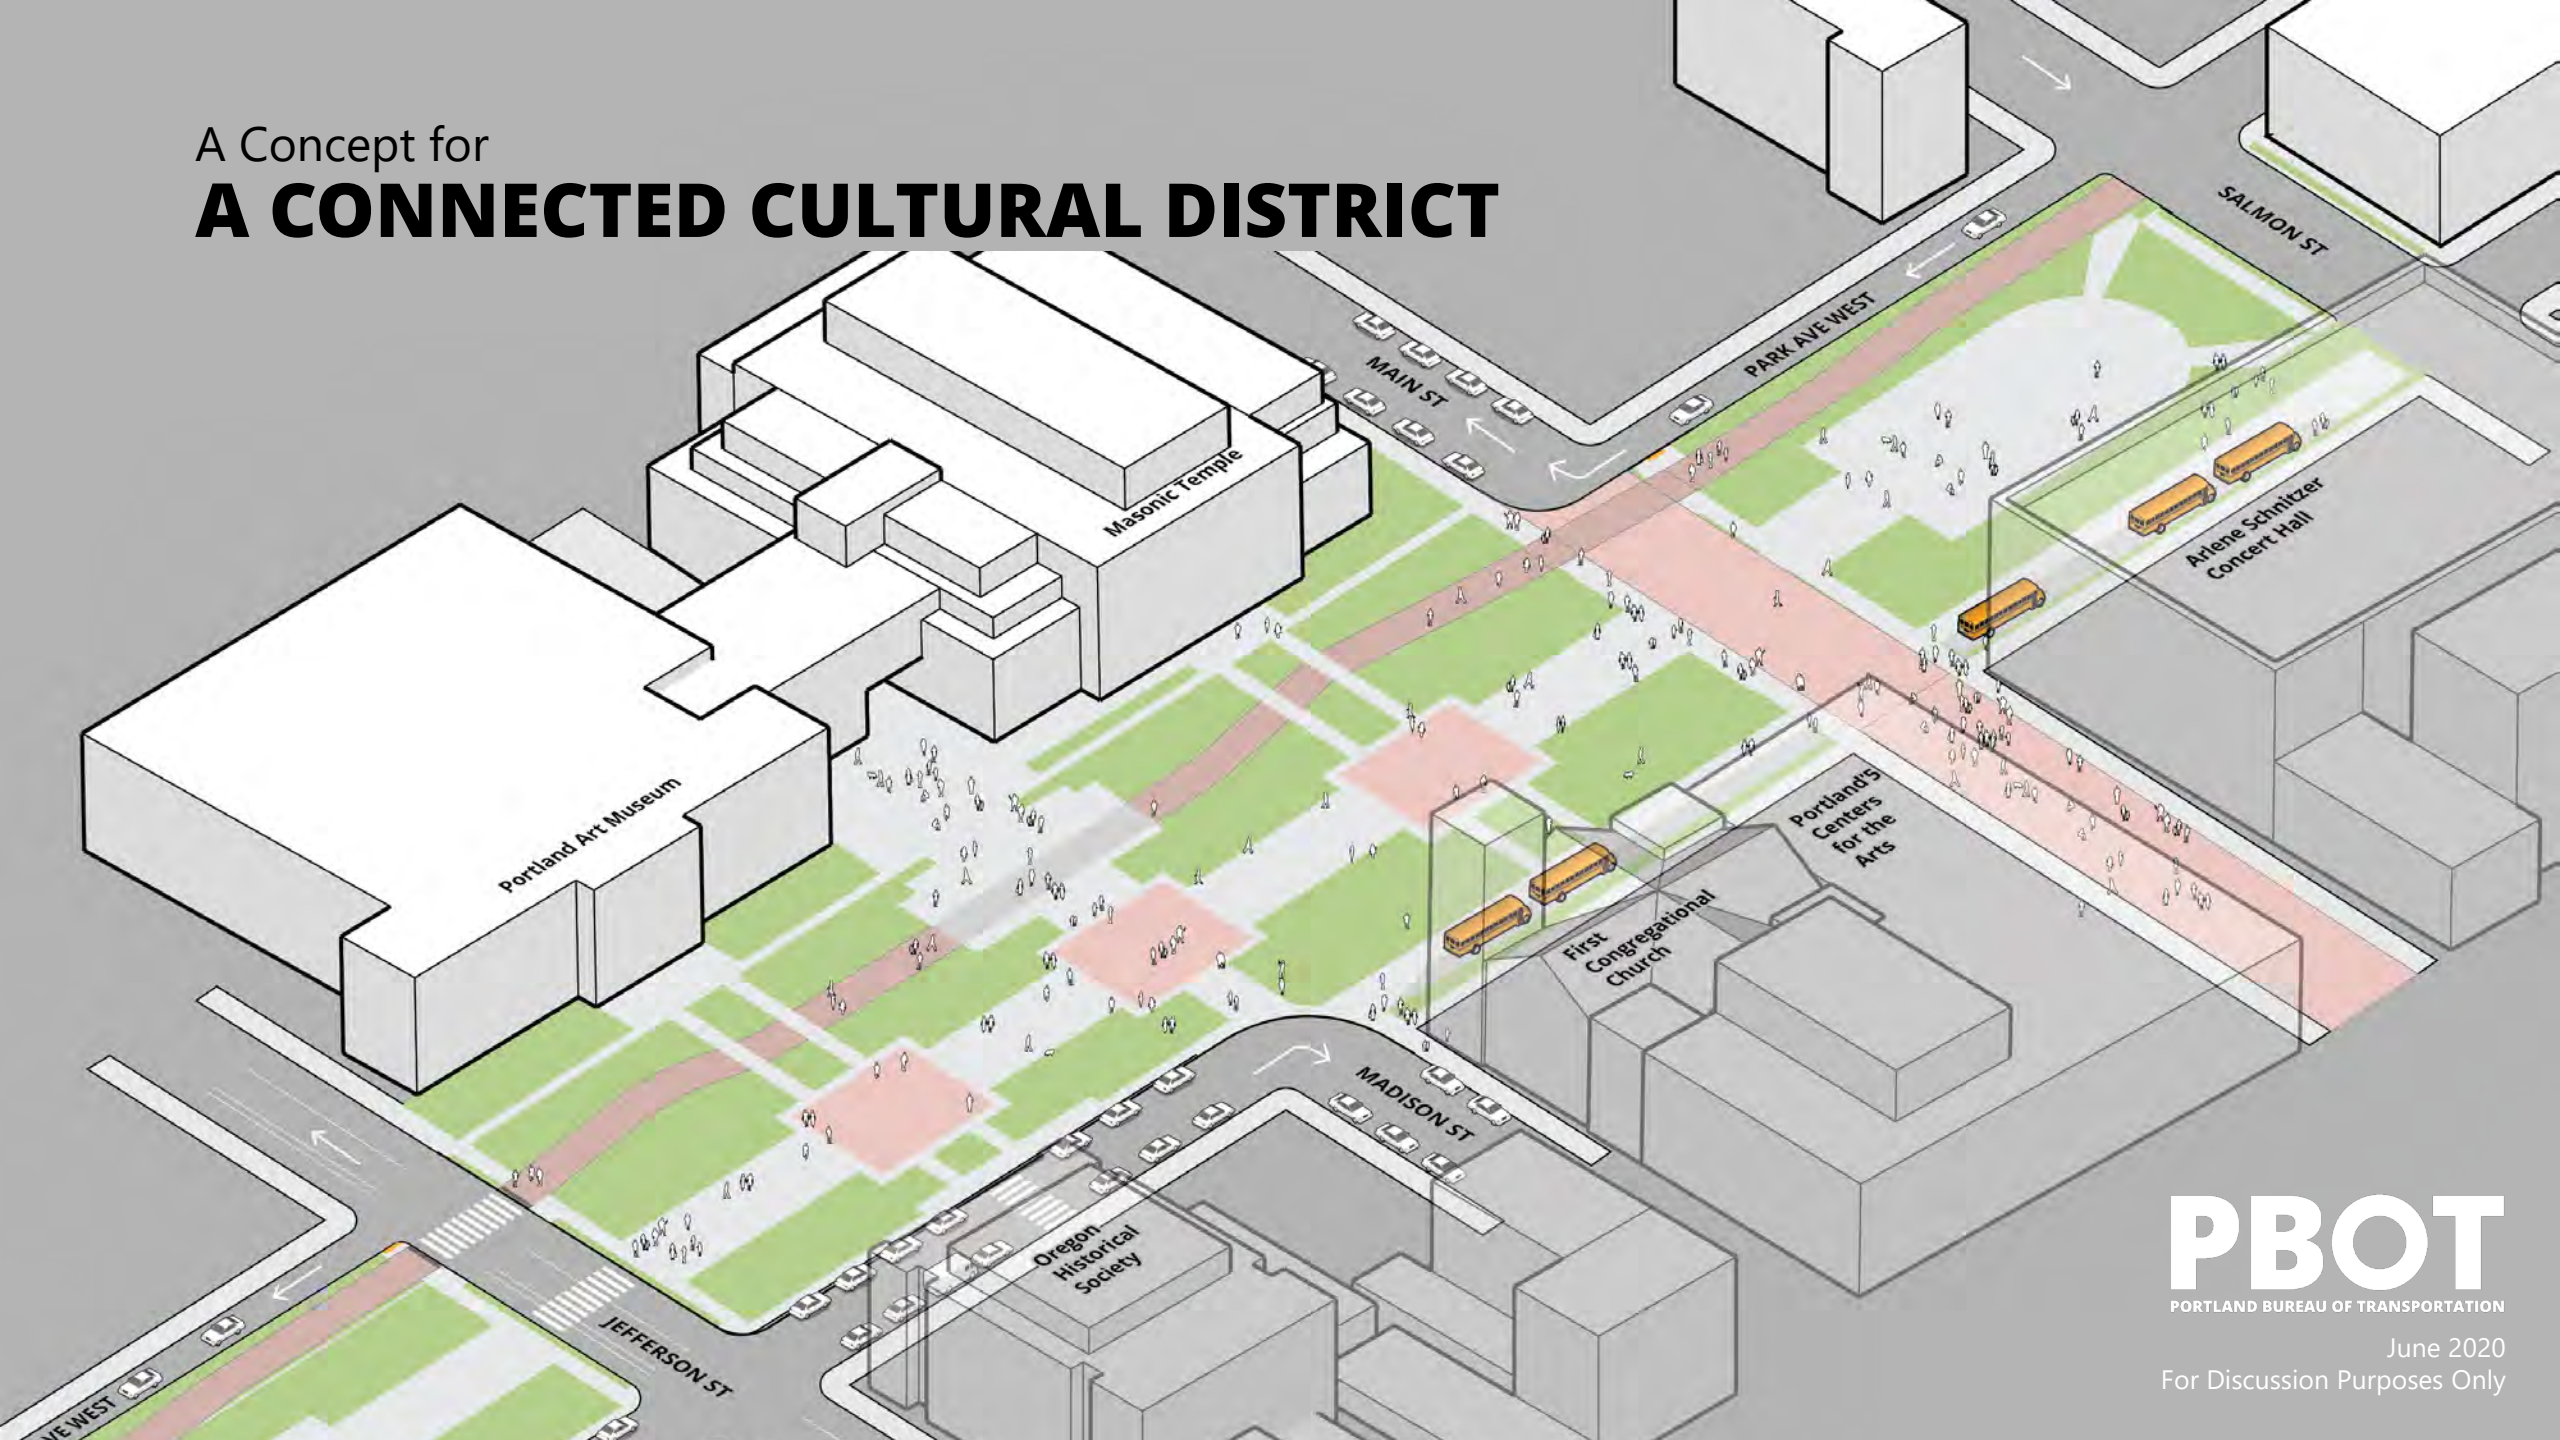 A Concept for
A CONNECTED CULTURAL DISTRICT
SALMON ST
PARK AVE WEST
MAIN ST
Masonic Temple
Arlene Schnitzer
Concert Hall
Portland Art Museum
Portland'5
Centers
for the
Arts
First
Congregational
Church
MADISON ST
Oregon
Historical
Society
JEFFERSON ST
VE WEST
PBOT
PORTLAND BUREAU OF TRANSPORTATION
June 2020
For Discussion Purposes Only